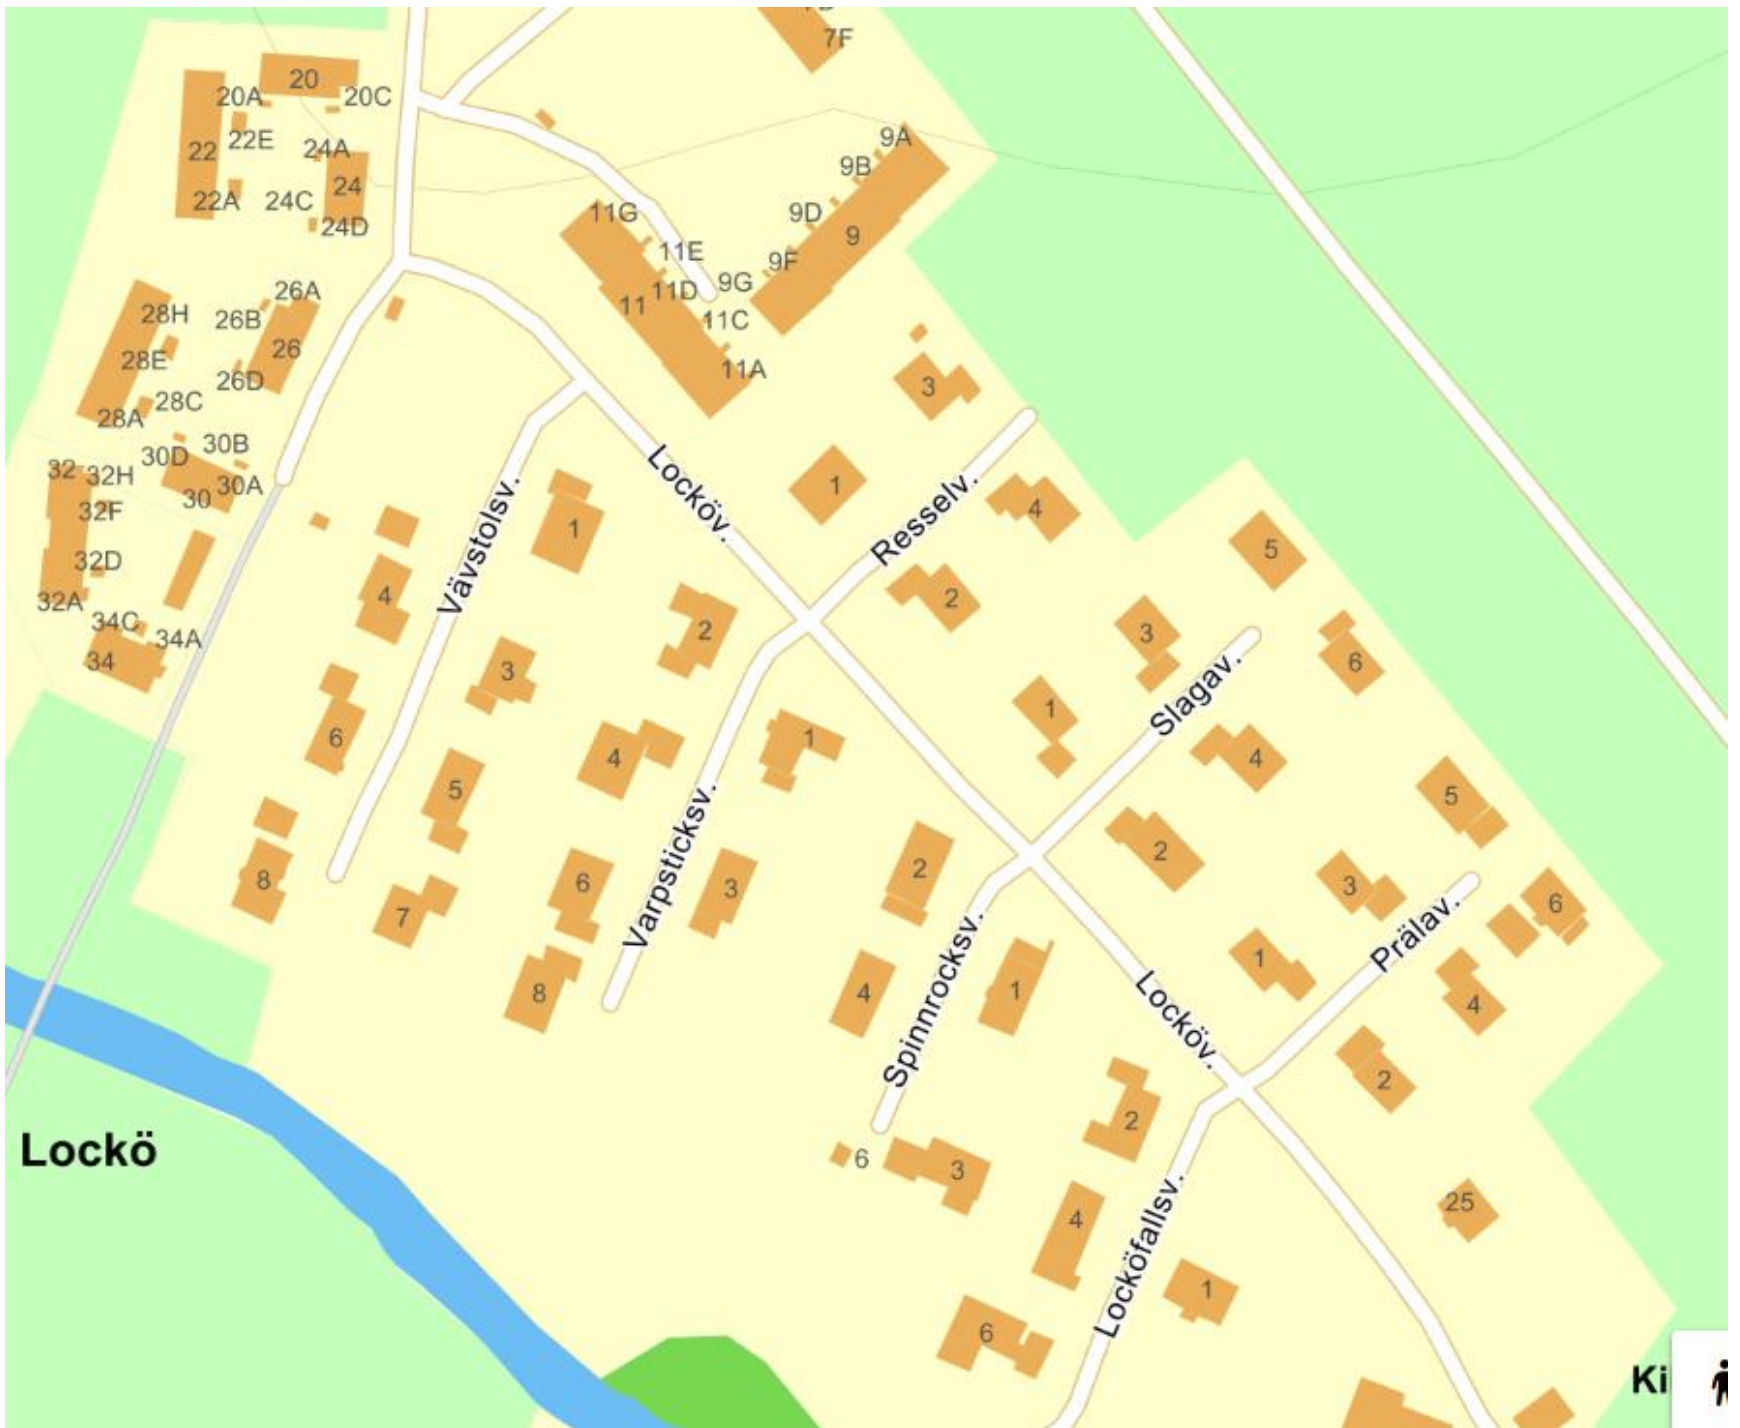 7F
20
20A
20C
22E
22
24A
24
22A
24C
24D
9A
9B
9D
9
9F
9G
11G
11E
11D
11
11C
11A
26A
26B
26
26D
28H
28E
28C
28A
30B
30D
30A
30
32
32H
32F
32D
32A
34C
34A
34
3
1
Locköv.
Resselv.
4
2
Vävstolsv.
1
4
3
6
5
8
7
2
4
1
Varpsticksv.
6
3
8
5
3
6
1
Slagav.
4
2
2
Spinnrocksv.
4
1
6
3
5
3
6
Prälav.
1
4
2
Locköv.
2
4
Locköfallsv.
1
6
25
Lockö
Ki